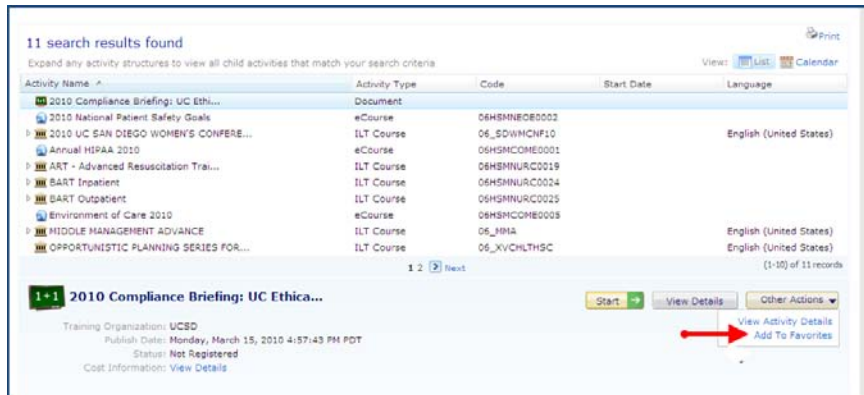 Print
11 search results found
Expand any activity structures to view all child activities that match your search criteria
View: List Calendar
Activity Name Activity Type Code Start Date Language
2010 Compliance Briefing: UC Ethi... Document
2010 National Patient Safety Goals eCourse 06HSMNEOE0002
2010 UC SAN DIEGO WOMEN'S CONFERE... ILT Course 06_SDWMCNF10 English (United States)
Annual HIPAA 2010 eCourse 06HSMCOME0001
ART - Advanced Resuscitation Trai... ILT Course 06HSMNURC0019
BART Inpatient ILT Course 06HSMNURC0024
BART Outpatient ILT Course 06HSMNURC0025
Environment of Care 2010 eCourse 06HSMCOME0005
MIDDLE MANAGEMENT ADVANCE ILT Course 06_MMA English (United States)
OPPORTUNISTIC PLANNING SERIES FOR... ILT Course 06_XVCHLTHSC English (United States)
1 2 Next (1-10) of 11 records
1+1 2010 Compliance Briefing: UC Ethica... Start View Details Other Actions
View Activity Details
Add To Favorites
Training Organization: UCSD
Publish Date: Monday, March 15, 2010 4:57:43 PM PDT
Status: Not Registered
Cost Information: View Details